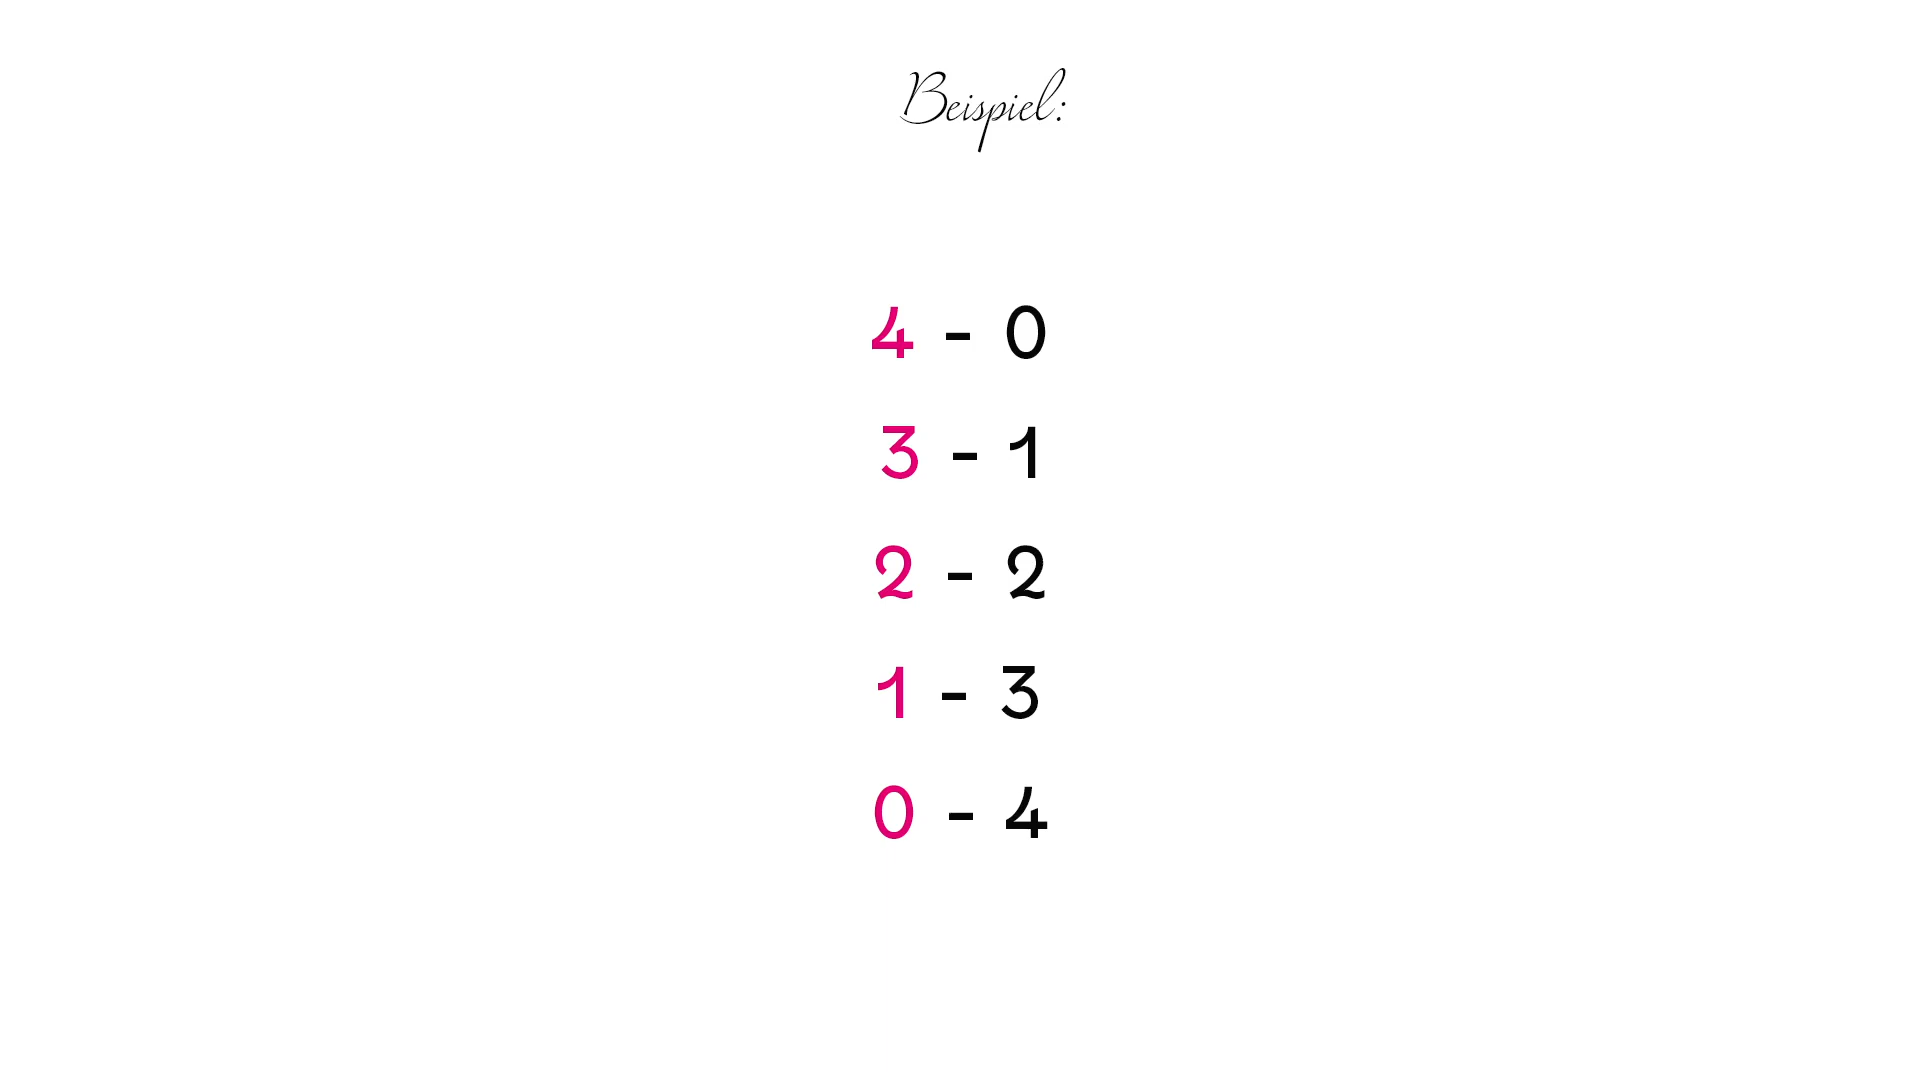 Beispiel:
4 - 0
3 - 1
2 - 2
1 - 3
0 - 4